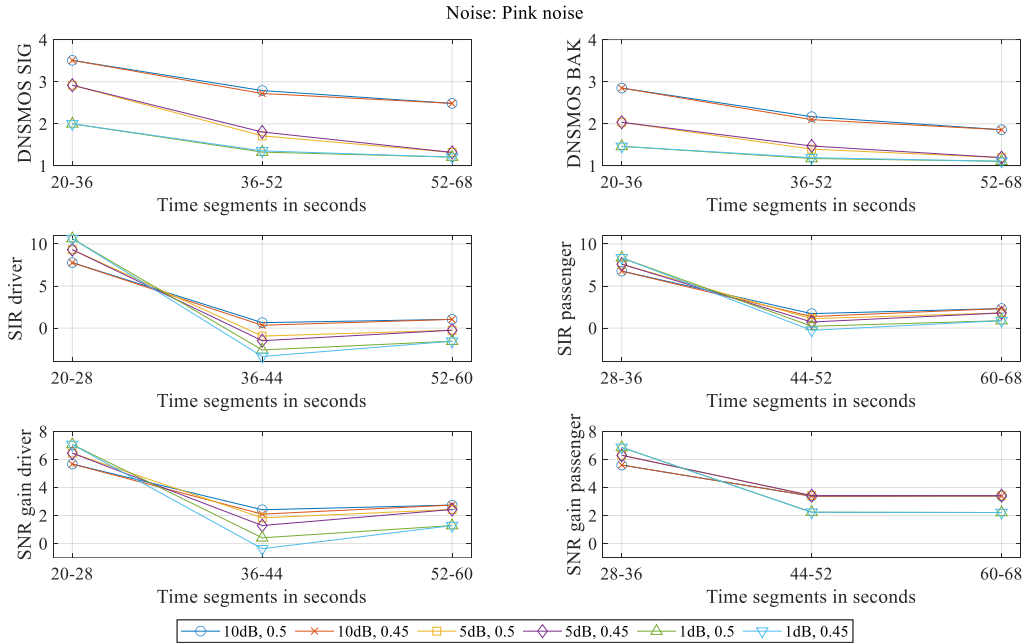 Noise: Pink noise
DNSMOS SIG
4
3
2
1
20-36 36-52 52-68
Time segments in seconds
DNSMOS BAK
4
3
2
1
20-36 36-52 52-68
Time segments in seconds
SIR driver
10
5
0
20-28 36-44 52-60
Time segments in seconds
SIR passenger
10
5
0
28-36 44-52 60-68
Time segments in seconds
SNR gain driver
8
6
4
2
0
20-28 36-44 52-60
Time segments in seconds
SNR gain passenger
8
6
4
2
0
28-36 44-52 60-68
Time segments in seconds
10dB, 0.5 10dB, 0.45 5dB, 0.5 5dB, 0.45 1dB, 0.5 1dB, 0.45